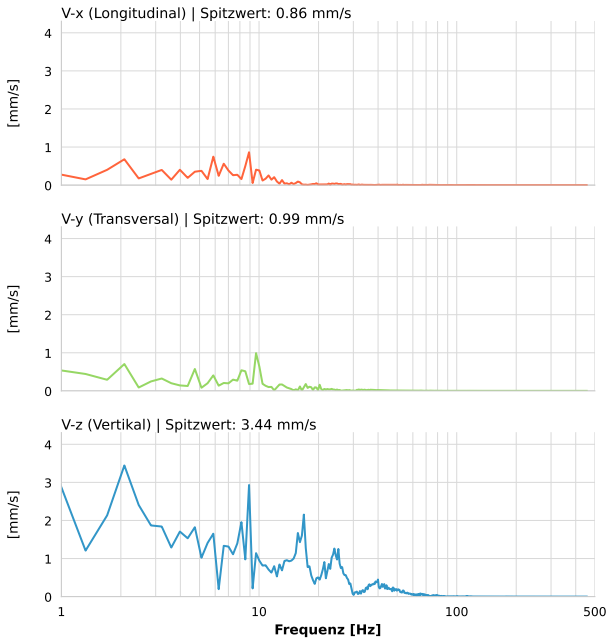 V-x (Longitudinal) | Spitzwert: 0.86 mm/s
[mm/s]
4
3
2
1
0
V-y (Transversal) | Spitzwert: 0.99 mm/s
[mm/s]
4
3
2
1
0
V-z (Vertikal) | Spitzwert: 3.44 mm/s
[mm/s]
4
3
2
1
0
1 10 100 500
Frequenz [Hz]